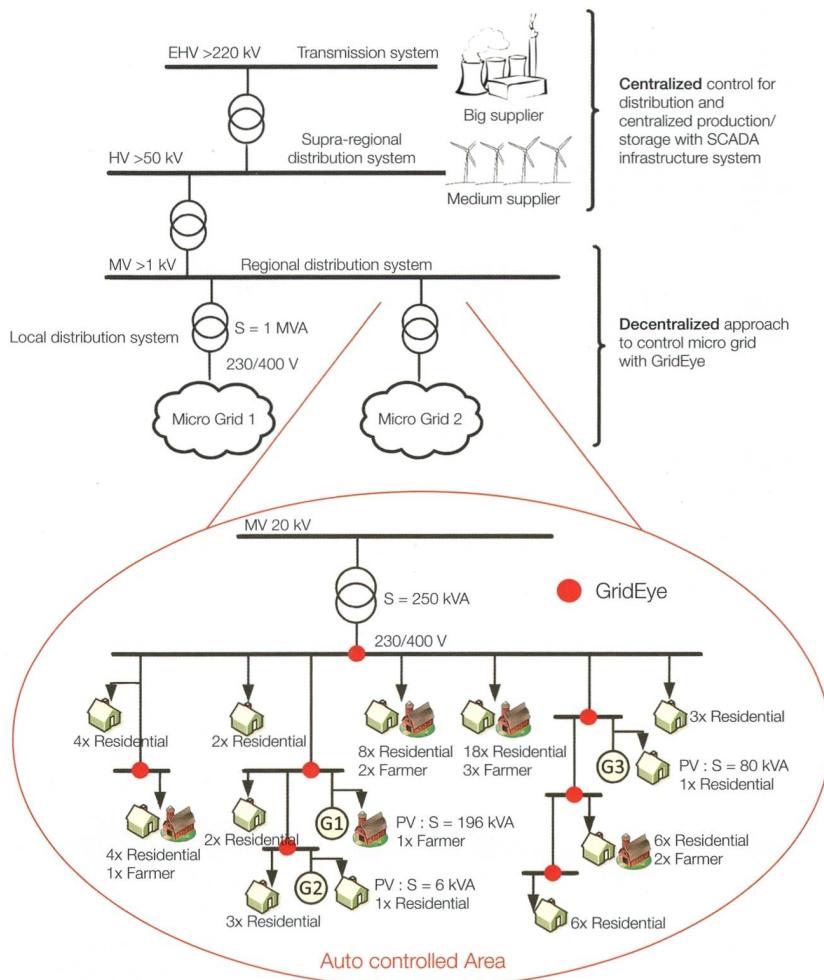 EHV >220 kV
Transmission system
Big supplier
Supra-regional
distribution system
HV >50 kV
Medium supplier
Centralized control for
distribution and
centralized production/
storage with SCADA
infrastructure system
MV >1 kV
Regional distribution system
Local distribution system
S = 1 MVA
230/400 V
Micro Grid 1
Micro Grid 2
Decentralized approach
to control micro grid
with GridEye
MV 20 kV
S = 250 kVA
GridEye
230/400 V
4x Residential
2x Residential
8x Residential
2x Farmer
18x Residential
3x Farmer
3x Residential
G3
PV : S = 80 kVA
1x Residential
4x Residential
1x Farmer
2x Residential
G1
PV : S = 196 kVA
1x Farmer
6x Residential
2x Farmer
3x Residential
G2
PV : S = 6 kVA
1x Residential
6x Residential
Auto controlled Area